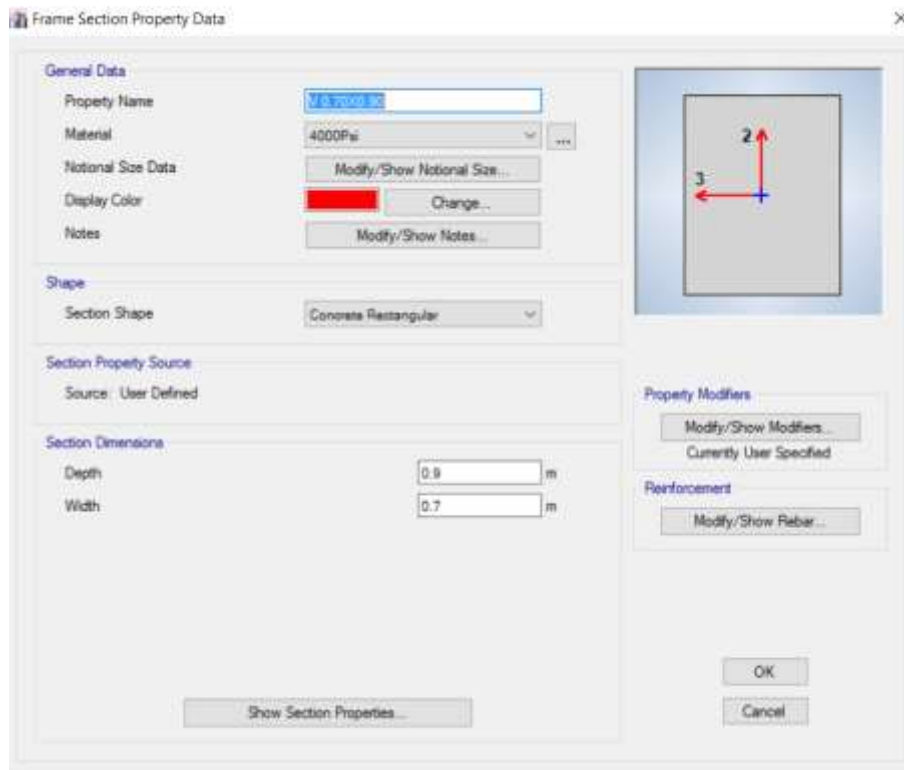 Frame Section Property Data
General Data
Property Name V 0.70X0.90
Material 4000Psi ...
Notional Size Data Modify/Show Notional Size...
Display Color Change...
Notes Modify/Show Notes...
Shape
Section Shape Concrete Rectangular
Section Property Source
Source: User Defined
Section Dimensions
Depth 0.9 m
Width 0.7 m
Show Section Properties...
2
3
Property Modifiers
Modify/Show Modifiers...
Currently User Specified
Reinforcement
Modify/Show Rebar...
OK
Cancel